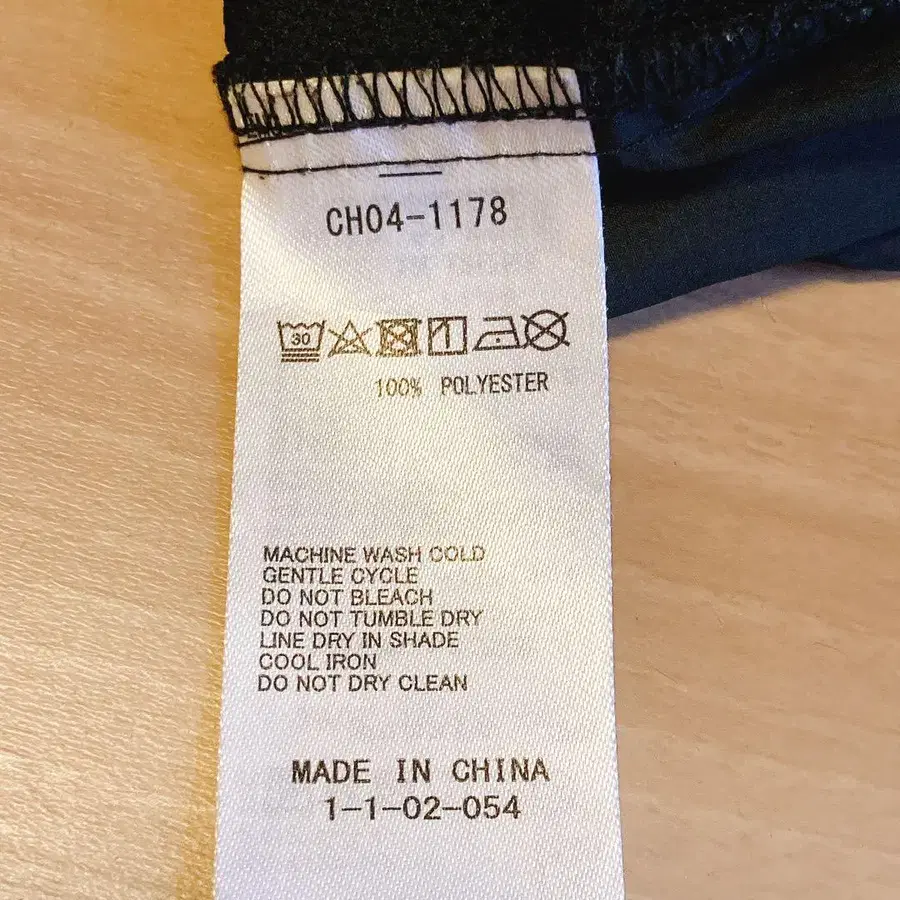 CH04-1178
30
100% POLYESTER
MACHINE WASH COLD
GENTLE CYCLE
DO NOT BLEACH
DO NOT TUMBLE DRY
LINE DRY IN SHADE
COOL IRON
DO NOT DRY CLEAN
MADE IN CHINA
1-1-02-054